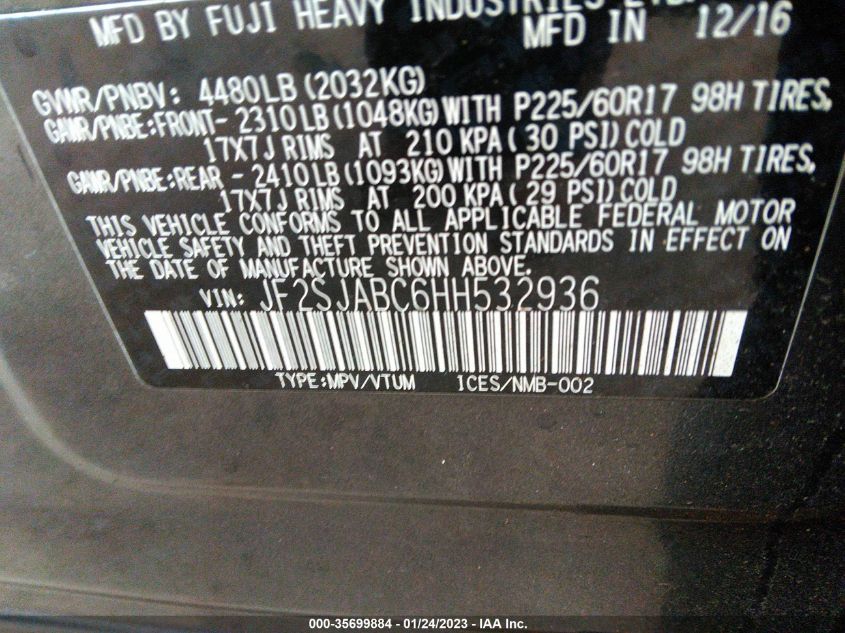 MFD BY FUJI HEAVY INDUSTRIES LTD.
MFD IN 12/16
GVWR/PNBV: 4480LB (2032KG)
GAWR/PNBE:FRONT- 2310LB (1048KG) WITH P225/60R17 98H TIRES,
17X7J RIMS AT 210 KPA ( 30 PSI) COLD
GAWR/PNBE:REAR - 2410LB (1093KG) WITH P225/60R17 98H TIRES,
17X7J RIMS AT 200 KPA ( 29 PSI) COLD
THIS VEHICLE CONFORMS TO ALL APPLICABLE FEDERAL MOTOR
VEHICLE SAFETY AND THEFT PREVENTION STANDARDS IN EFFECT ON
THE DATE OF MANUFACTURE SHOWN ABOVE.
VIN: JF2SJABC6HH532936
TYPE:MPV/VTUM ICES/NMB-002
000-35699884 - 01/24/2023 - IAA Inc.